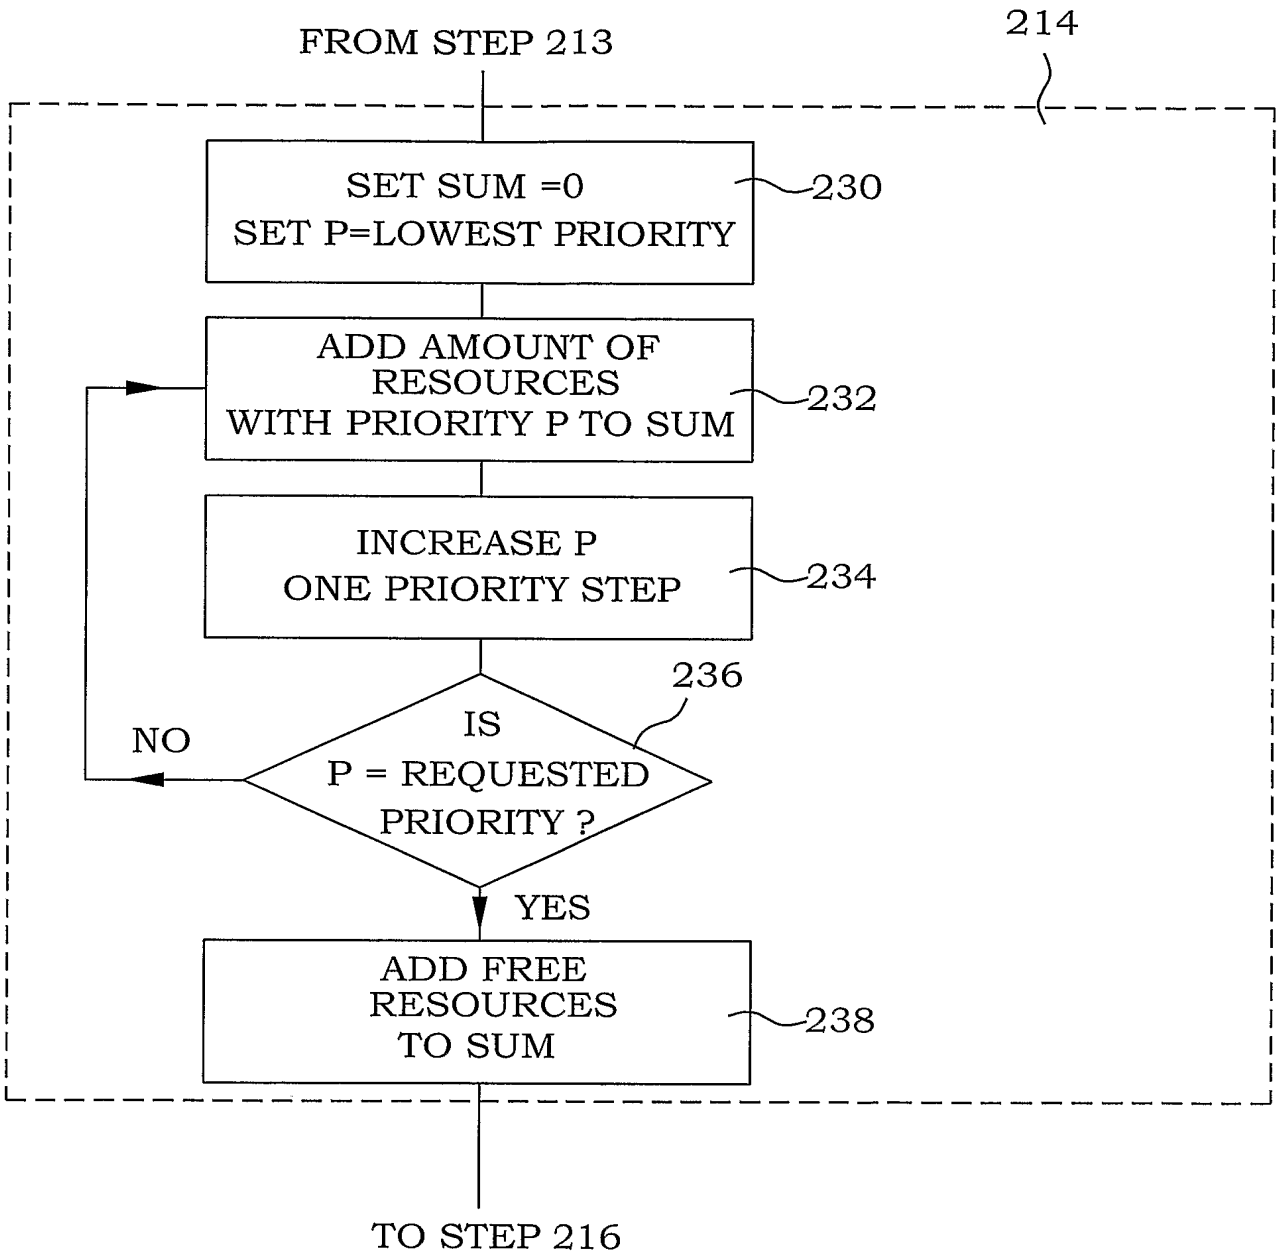 214
FROM STEP 213
SET SUM =0
SET P=LOWEST PRIORITY
230
ADD AMOUNT OF
RESOURCES
WITH PRIORITY P TO SUM
232
INCREASE P
ONE PRIORITY STEP
234
236
IS
P = REQUESTED
PRIORITY ?
NO
YES
ADD FREE
RESOURCES
TO SUM
238
TO STEP 216